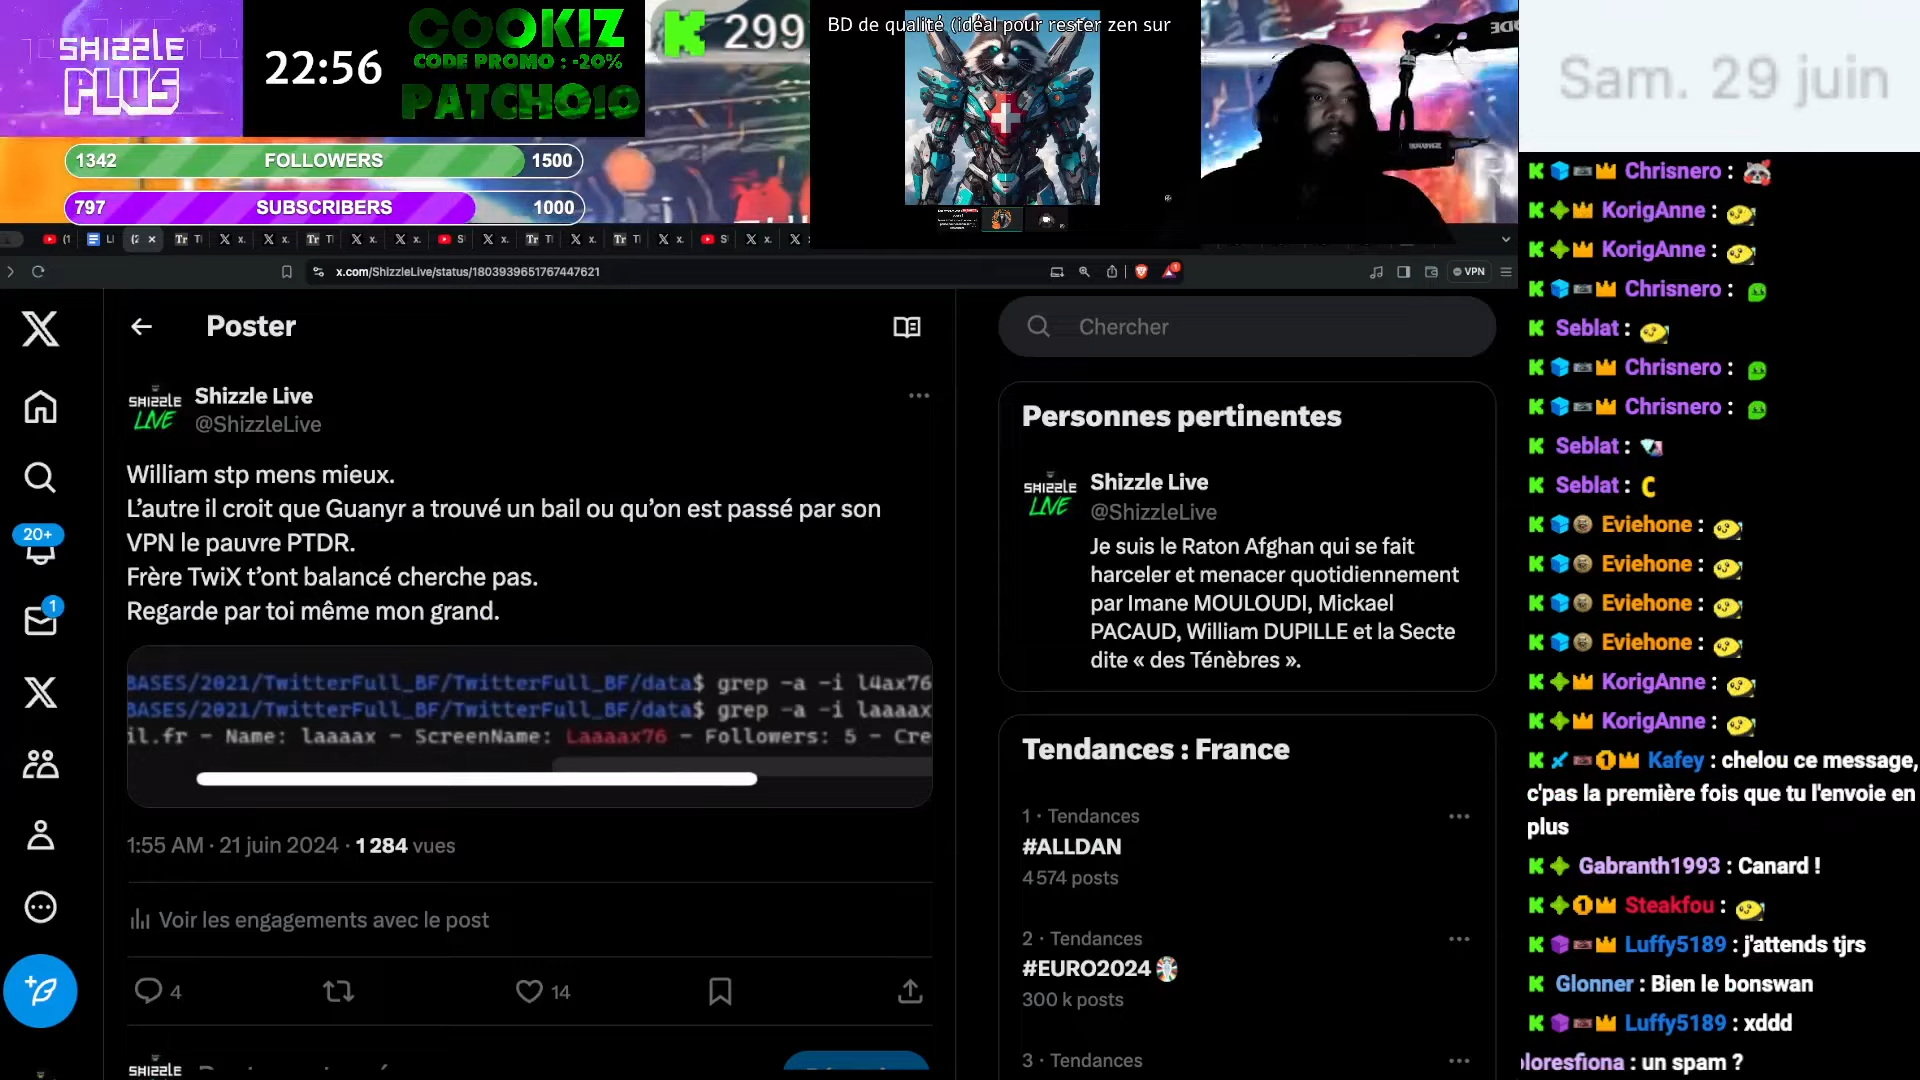 SHIZZLE
PLUS
22:56
COOKIZ
CODE PROMO : -20%
PATCHO10
299
BD de qualité (idéal pour rester zen sur
Sam. 29 juin
1342 FOLLOWERS 1500
797 SUBSCRIBERS 1000
x.com/ShizzleLive/status/1803939651767447621
VPN
Poster
Chercher
Shizzle Live
@ShizzleLive
William stp mens mieux.
L'autre il croit que Guanyr a trouvé un bail ou qu'on est passé par son
VPN le pauvre PTDR.
Frère TwiX t'ont balancé cherche pas.
Regarde par toi même mon grand.
BASES/2021/TwitterFull_BF/TwitterFull_BF/data$ grep -a -i l4ax76
BASES/2021/TwitterFull_BF/TwitterFull_BF/data$ grep -a -i laaaax
il.fr - Name: laaaax - ScreenName: Laaaax76 - Followers: 5 - Cre
1:55 AM · 21 juin 2024 · 1 284 vues
Voir les engagements avec le post
4
14
20+
1
Personnes pertinentes
SHIZZLE
LIVE
Shizzle Live
@ShizzleLive
Je suis le Raton Afghan qui se fait
harceler et menacer quotidiennement
par Imane MOULOUDI, Mickael
PACAUD, William DUPILLE et la Secte
dite « des Ténèbres ».
Tendances : France
1 · Tendances
#ALLDAN
4 574 posts
2 · Tendances
#EURO2024
300 k posts
3 · Tendances
Chrisnero :
KorigAnne :
KorigAnne :
Chrisnero :
Seblat :
Chrisnero :
Chrisnero :
Seblat :
Seblat :
Eviehone :
Eviehone :
Eviehone :
Eviehone :
KorigAnne :
KorigAnne :
Kafey : chelou ce message,
c'pas la première fois que tu l'envoie en
plus
Gabranth1993 : Canard !
Steakfou :
Luffy5189 : j'attends tjrs
Glonner : Bien le bonswan
Luffy5189 : xddd
loresfiona : un spam ?